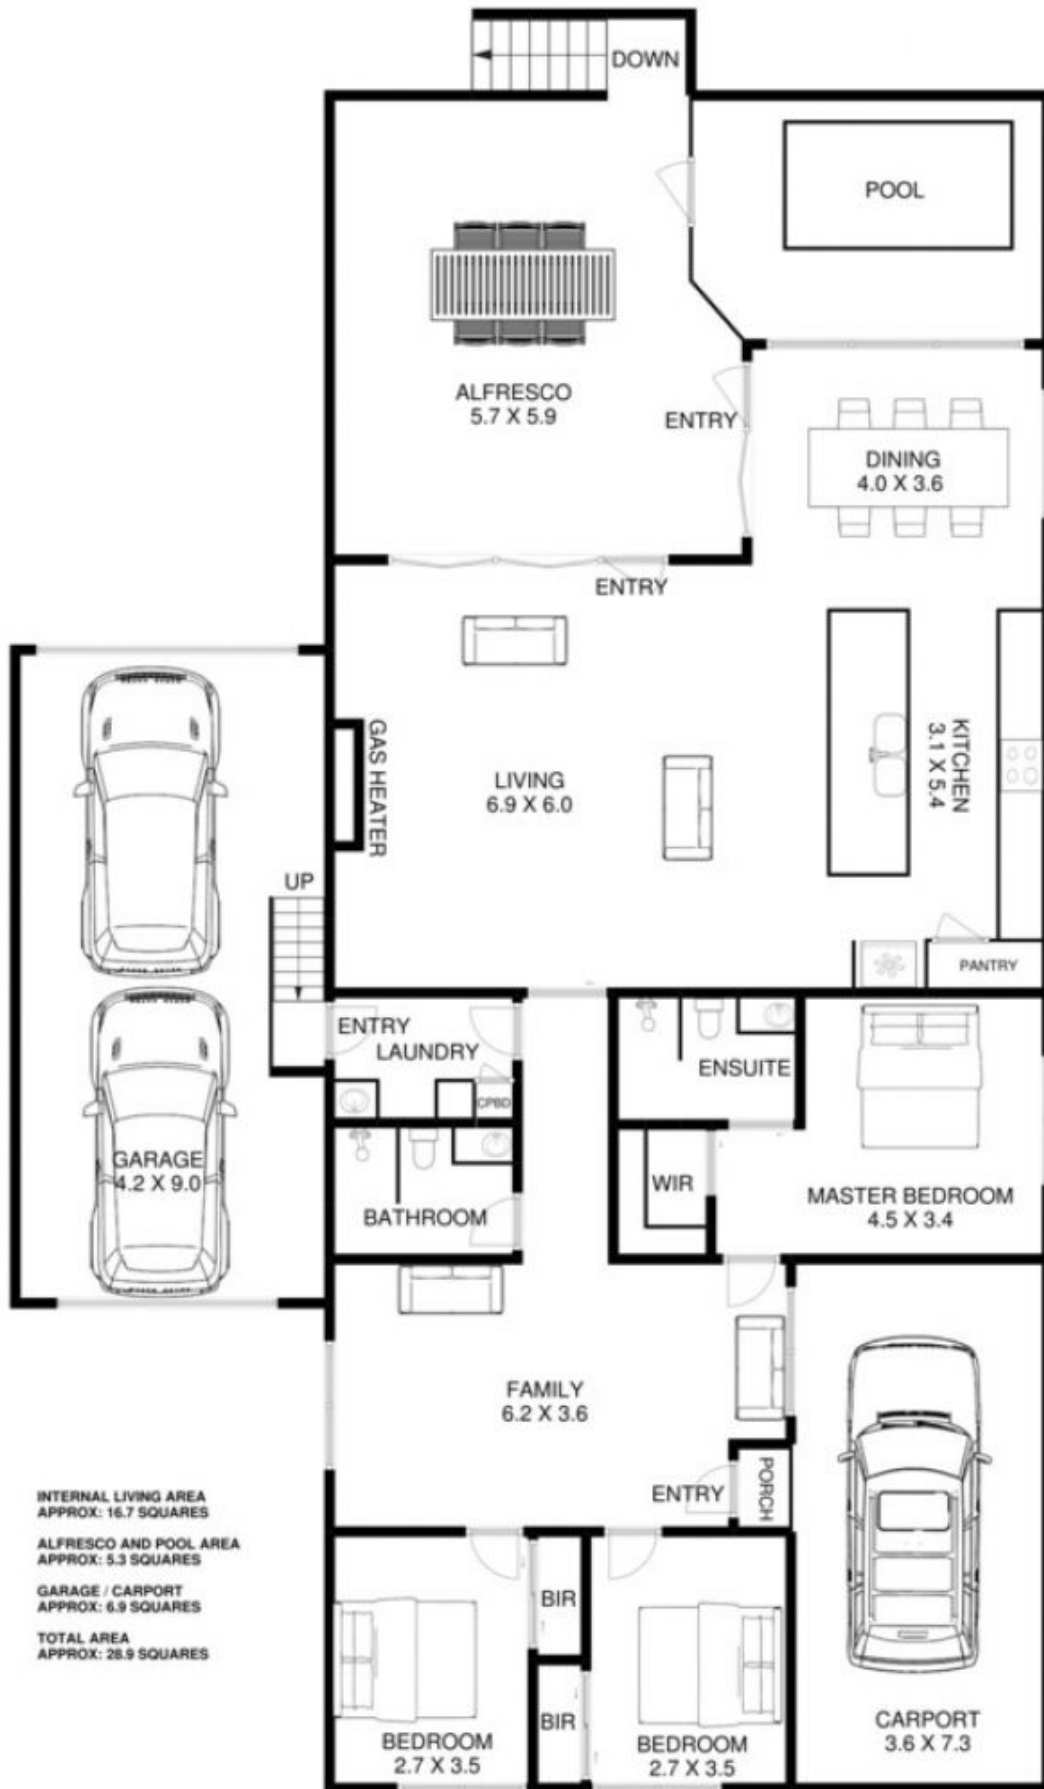 DOWN
POOL
ALFRESCO
5.7 X 5.9
ENTRY
DINING
4.0 X 3.6
ENTRY
GAS HEATER
LIVING
6.9 X 6.0
KITCHEN
3.1 X 5.4
UP
PANTRY
ENTRY
LAUNDRY
CPBD
ENSUITE
GARAGE
4.2 X 9.0
BATHROOM
WIR
MASTER BEDROOM
4.5 X 3.4
FAMILY
6.2 X 3.6
ENTRY
PORCH
INTERNAL LIVING AREA
APPROX: 16.7 SQUARES
ALFRESCO AND POOL AREA
APPROX: 5.3 SQUARES
GARAGE / CARPORT
APPROX: 6.9 SQUARES
TOTAL AREA
APPROX: 28.9 SQUARES
BIR
BIR
BEDROOM
2.7 X 3.5
BEDROOM
2.7 X 3.5
CARPORT
3.6 X 7.3